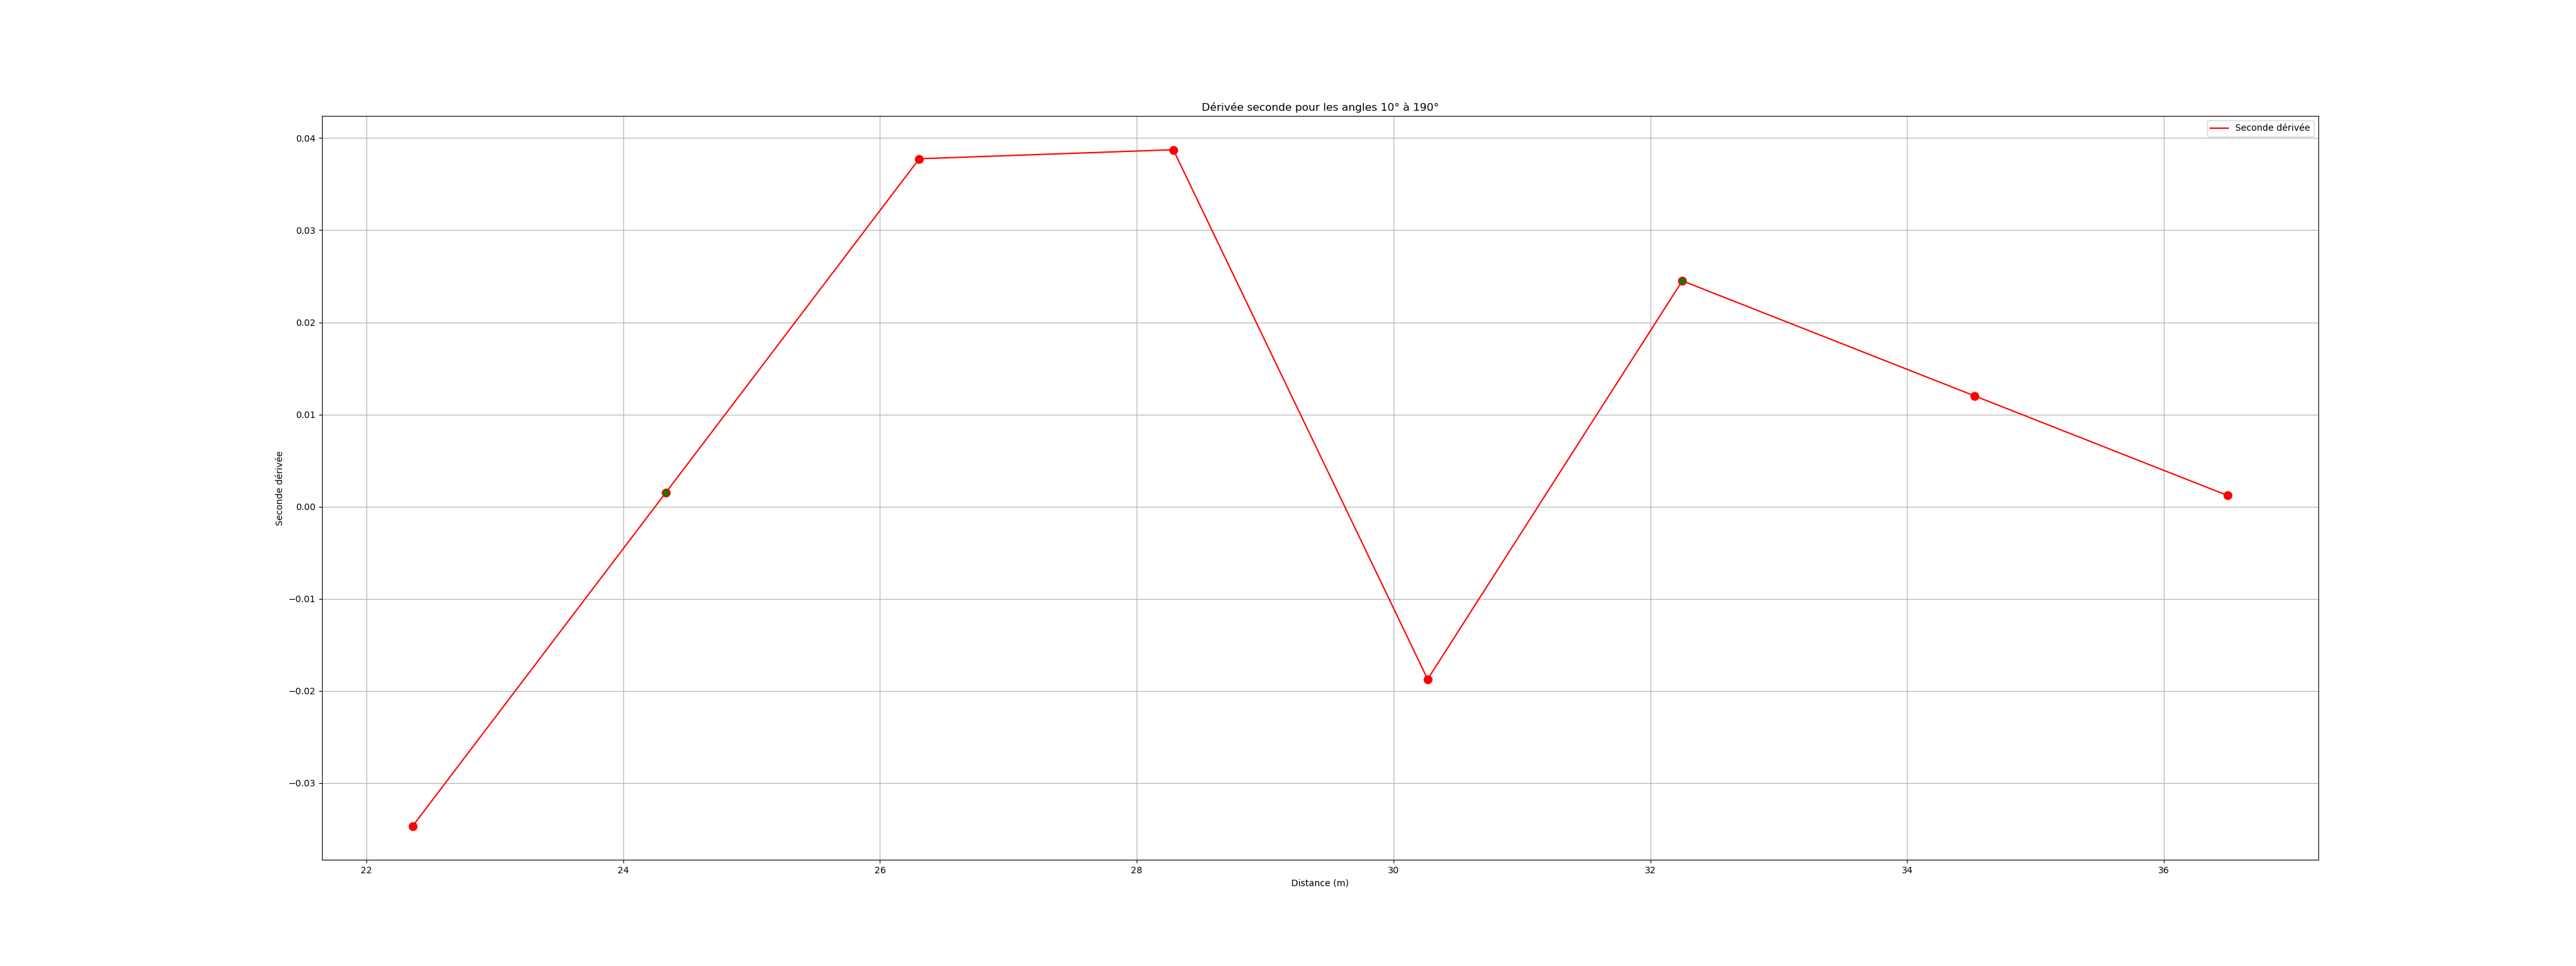 Dérivée seconde pour les angles 10° à 190°
Seconde dérivée
0.04
0.03
0.02
0.01
0.00
−0.01
−0.02
−0.03
Seconde dérivée
22 24 26 28 30 32 34 36
Distance (m)